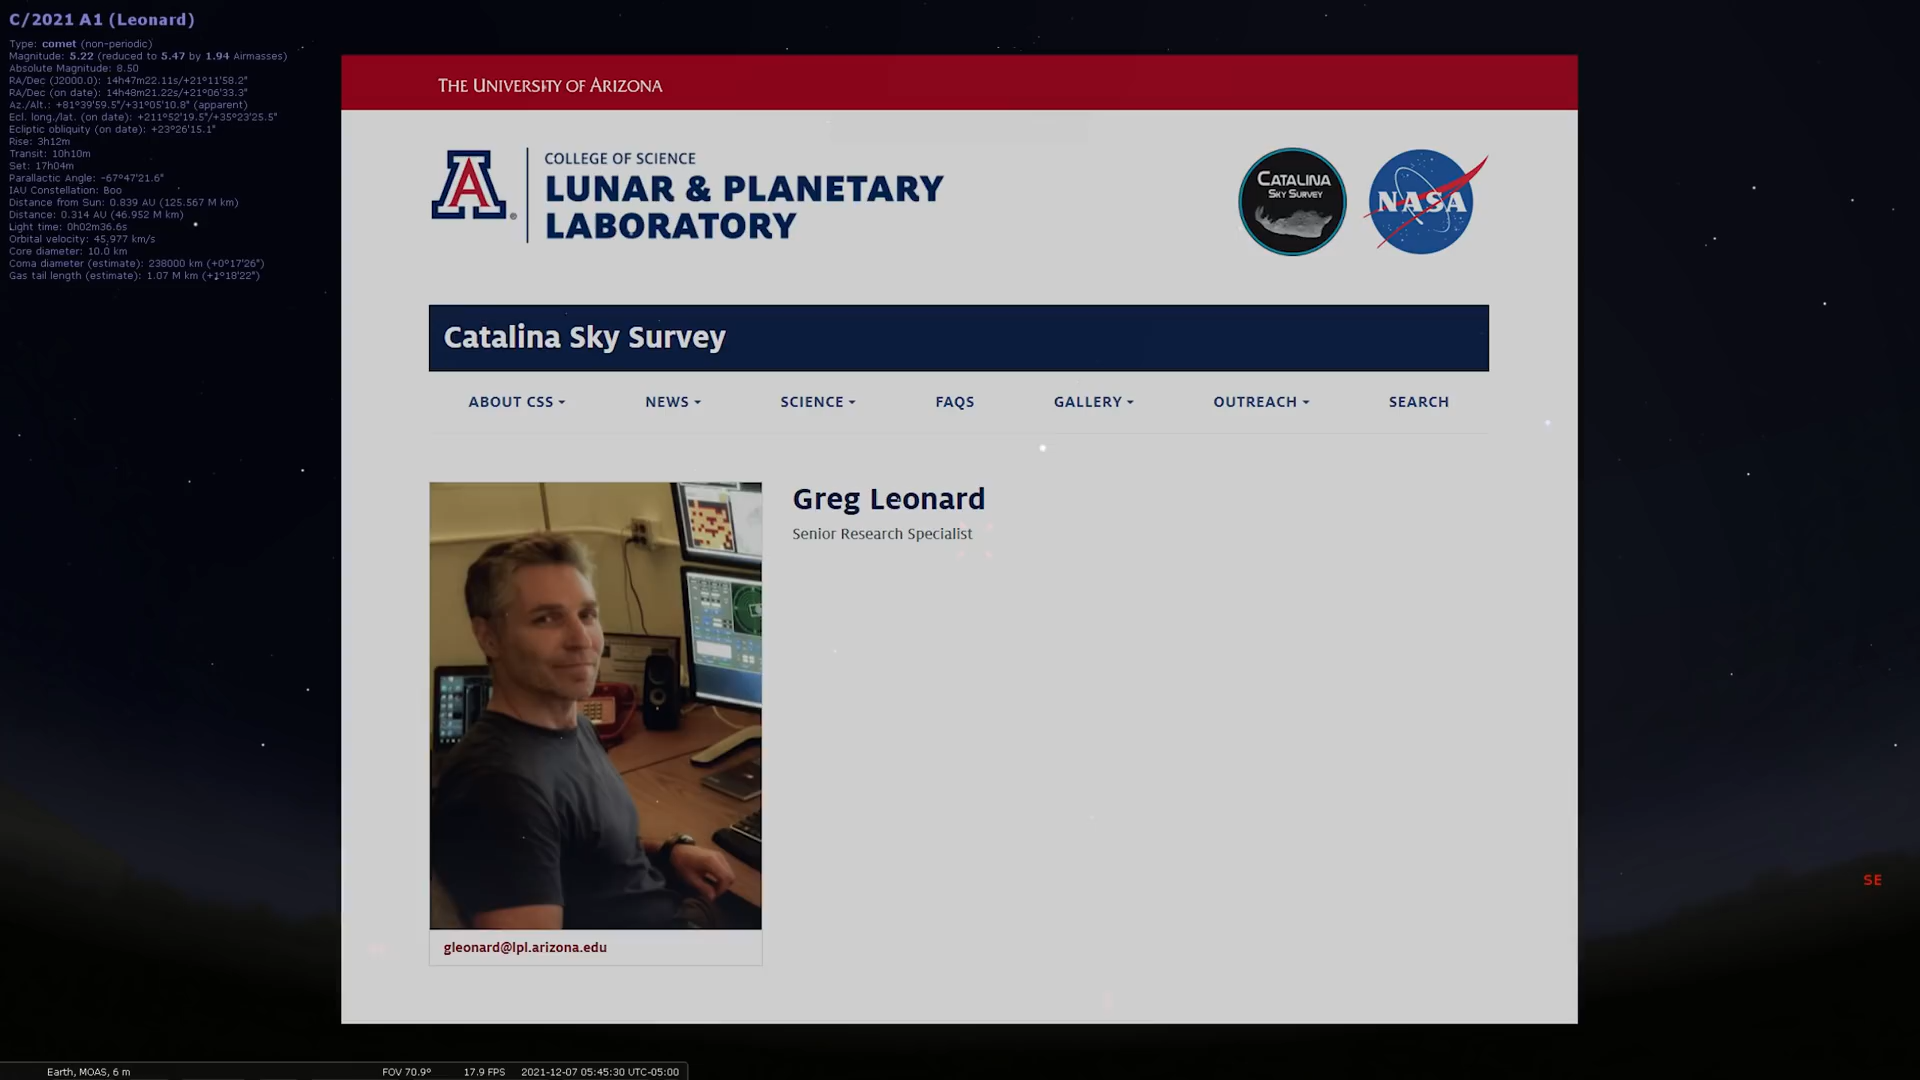 C/2021 A1 (Leonard)
Type: comet (non-periodic)
Magnitude: 5.22 (reduced to 5.47 by 1.94 Airmasses)
Absolute Magnitude: 8.50
RA/Dec (J2000.0): 14h47m22.11s/+21°11'58.2"
RA/Dec (on date): 14h48m21.22s/+21°06'33.3"
Az./Alt.: +81°39'59.5"/+31°05'10.8" (apparent)
Ecl. long./lat. (on date): +211°52'19.5"/+35°23'25.5"
Ecliptic obliquity (on date): +23°26'15.1"
Rise: 3h12m
Transit: 10h10m
Set: 17h04m
Parallactic Angle: -67°47'21.6"
IAU Constellation: Boo
Distance from Sun: 0.839 AU (125.567 M km)
Distance: 0.314 AU (46.952 M km)
Light time: 0h02m36.6s
Orbital velocity: 45.977 km/s
Core diameter: 10.0 km
Coma diameter (estimate): 238000 km (+0°17'26")
Gas tail length (estimate): 1.07 M km (+1°18'22")
THE UNIVERSITY OF ARIZONA
A
COLLEGE OF SCIENCE
LUNAR & PLANETARY
LABORATORY
CATALINA
SKY SURVEY
NASA
Catalina Sky Survey
ABOUT CSS NEWS SCIENCE FAQS GALLERY OUTREACH SEARCH
Greg Leonard
Senior Research Specialist
gleonard@lpl.arizona.edu
SE
Earth, MOAS, 6 m FOV 70.9° 17.9 FPS 2021-12-07 05:45:30 UTC-05:00